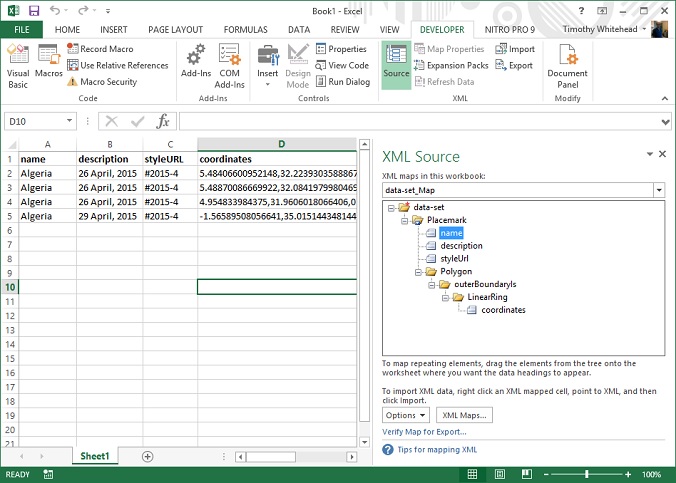 Book1 - Excel
FILE HOME INSERT PAGE LAYOUT FORMULAS DATA REVIEW VIEW DEVELOPER NITRO PRO 9 Timothy Whitehead
Visual Basic
Macros
Record Macro
Use Relative References
Macro Security
Code
Add-Ins
COM Add-Ins
Add-Ins
Insert
Design Mode
Properties
View Code
Run Dialog
Controls
Source
Map Properties
Expansion Packs
Refresh Data
Import
Export
XML
Document Panel
Modify
D10
fx
A B C D
1 name description styleURL coordinates
2 Algeria 26 April, 2015 #2015-4 5.48406600952148,32.2239303588867
3 Algeria 26 April, 2015 #2015-4 5.48870086669922,32.0841979980469
4 Algeria 26 April, 2015 #2015-4 4.954833984375,31.9606018066406,0
5 Algeria 29 April, 2015 #2015-4 -1.56589508056641,35.015144348144
6
7
8
9
10
11
12
13
14
15
16
17
18
19
20
21
XML Source
XML maps in this workbook:
data-set_Map
data-set
Placemark
name
description
styleUrl
Polygon
outerBoundaryIs
LinearRing
coordinates
To map repeating elements, drag the elements from the tree onto the
worksheet where you want the data headings to appear.
To import XML data, right click an XML mapped cell, point to XML, and then
click Import.
Options XML Maps...
Verify Map for Export...
Tips for mapping XML
Sheet1
READY
100%